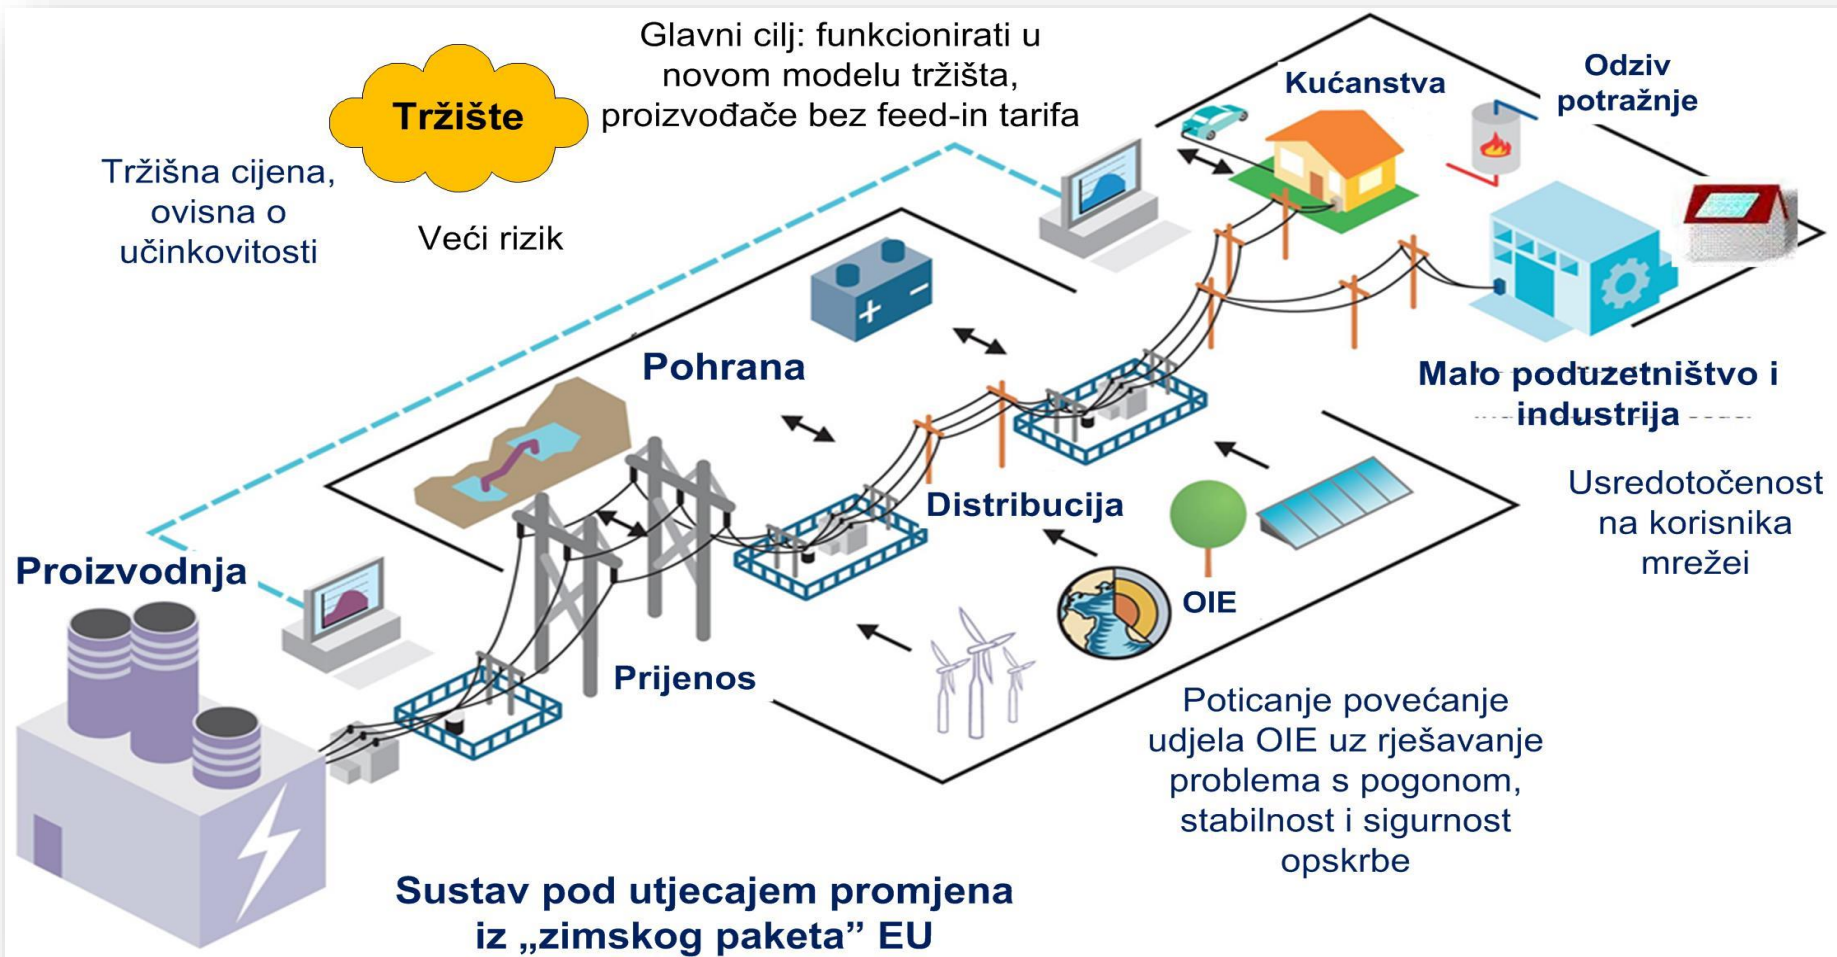 Glavni cilj: funkcionirati u
novom modelu tržišta,
proizvođače bez feed-in tarifa
Tržište
Tržišna cijena,
ovisna o
učinkovitosti
Veći rizik
Kućanstva
Odziv
potražnje
Pohrana
Malo poduzetništvo i
industrija
Distribucija
Usredotočenost
na korisnika
mrežei
Proizvodnja
OIE
Prijenos
Poticanje povećanje
udjela OIE uz rješavanje
problema s pogonom,
stabilnost i sigurnost
opskrbe
Sustav pod utjecajem promjena
iz „zimskog paketa” EU